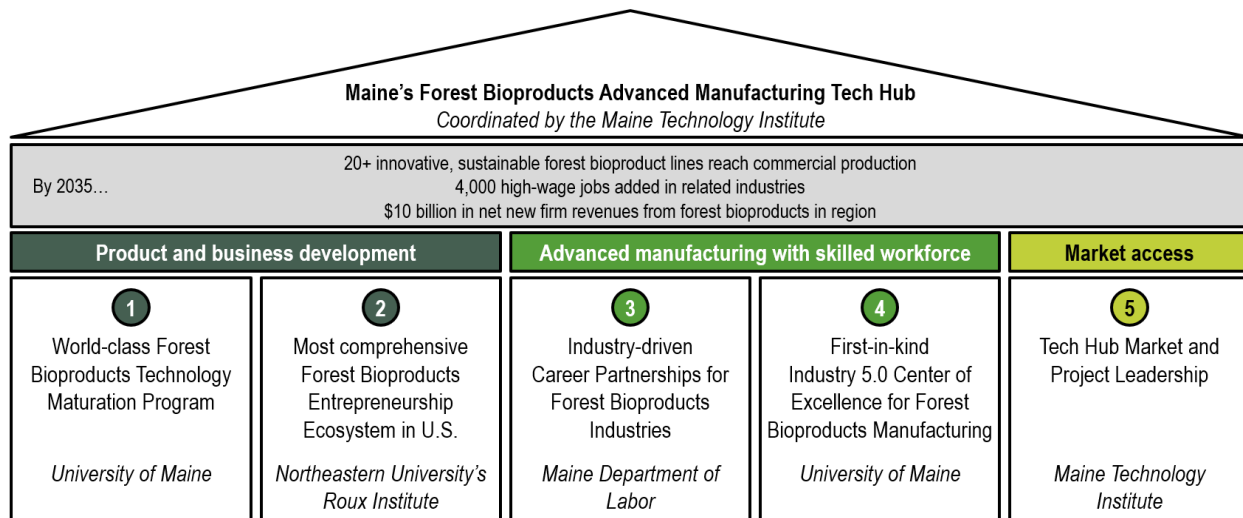 Maine’s Forest Bioproducts Advanced Manufacturing Tech Hub
Coordinated by the Maine Technology Institute
By 2035…
20+ innovative, sustainable forest bioproduct lines reach commercial production
4,000 high-wage jobs added in related industries
$10 billion in net new firm revenues from forest bioproducts in region
Product and business development
Advanced manufacturing with skilled workforce
Market access
1
World-class Forest
Bioproducts Technology
Maturation Program
University of Maine
2
Most comprehensive
Forest Bioproducts
Entrepreneurship
Ecosystem in U.S.
Northeastern University’s
Roux Institute
3
Industry-driven
Career Partnerships for
Forest Bioproducts
Industries
Maine Department of
Labor
4
First-in-kind
Industry 5.0 Center of
Excellence for Forest
Bioproducts Manufacturing
University of Maine
5
Tech Hub Market and
Project Leadership
Maine Technology
Institute